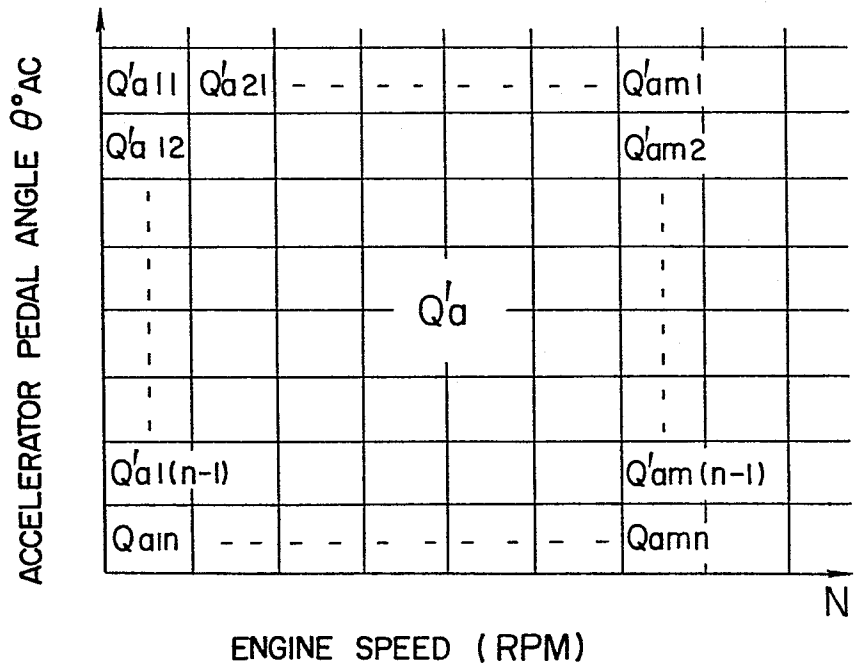 ACCELERATOR PEDAL ANGLE θ°AC
Q'a11 Q'a21 Q'am1
Q'a12 Q'am2
Q'a
Q'a1(n-1) Q'am(n-1)
Qa1n Qamn
N
ENGINE SPEED (RPM)